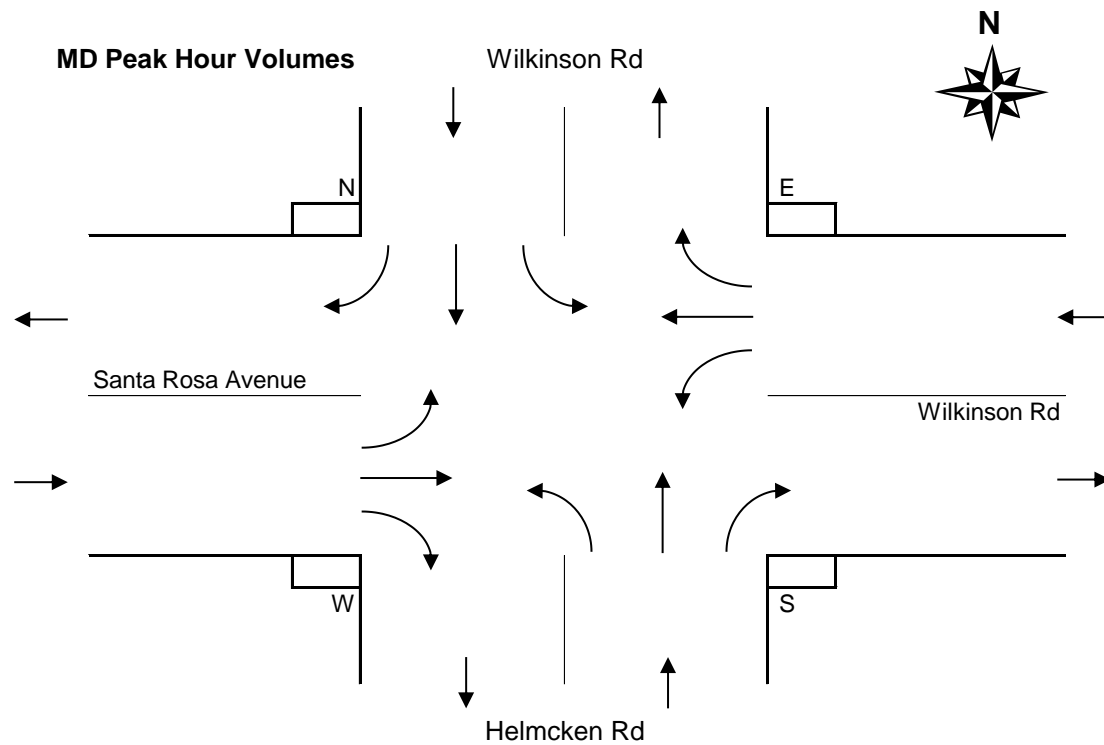 N
MD Peak Hour Volumes
Wilkinson Rd
N
E
Santa Rosa Avenue
Wilkinson Rd
W
S
Helmcken Rd